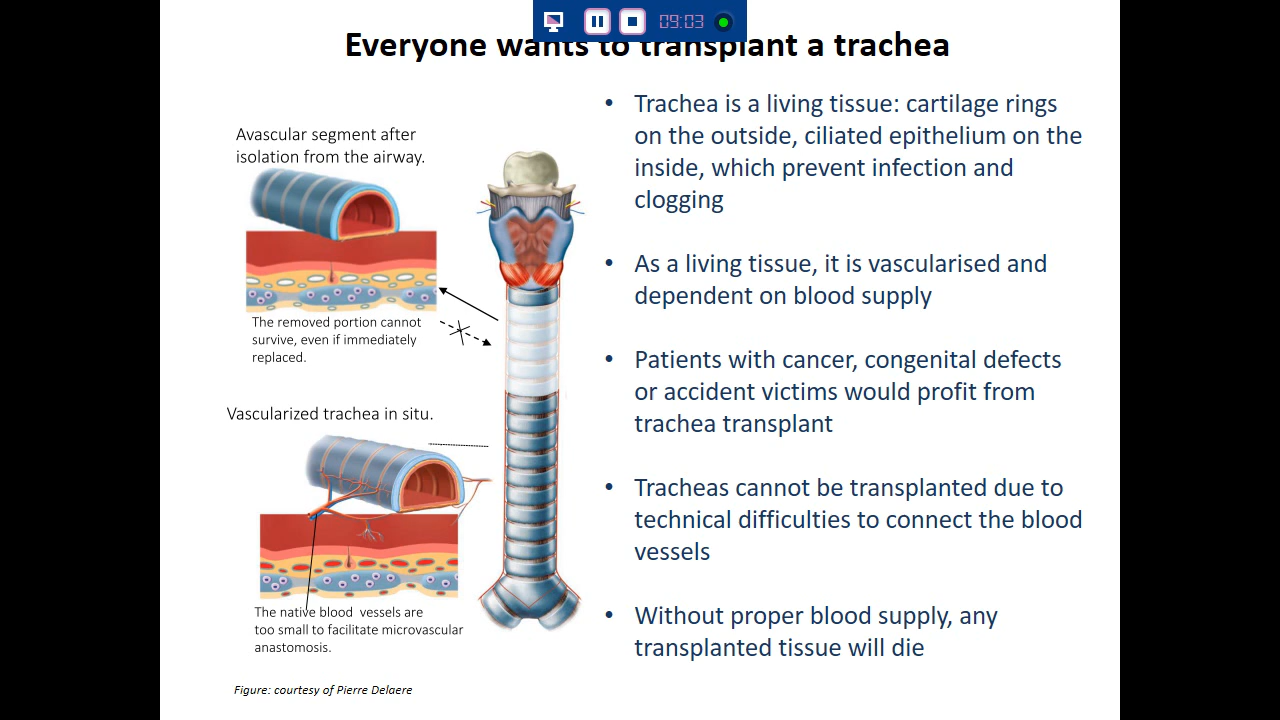 09:03
Everyone wants to transplant a trachea
Avascular segment after
isolation from the airway.
The removed portion cannot
survive, even if immediately
replaced.
Vascularized trachea in situ.
The native blood vessels are
too small to facilitate microvascular
anastomosis.
Figure: courtesy of Pierre Delaere
• Trachea is a living tissue: cartilage rings
on the outside, ciliated epithelium on the
inside, which prevent infection and
clogging
• As a living tissue, it is vascularised and
dependent on blood supply
• Patients with cancer, congenital defects
or accident victims would profit from
trachea transplant
• Tracheas cannot be transplanted due to
technical difficulties to connect the blood
vessels
• Without proper blood supply, any
transplanted tissue will die